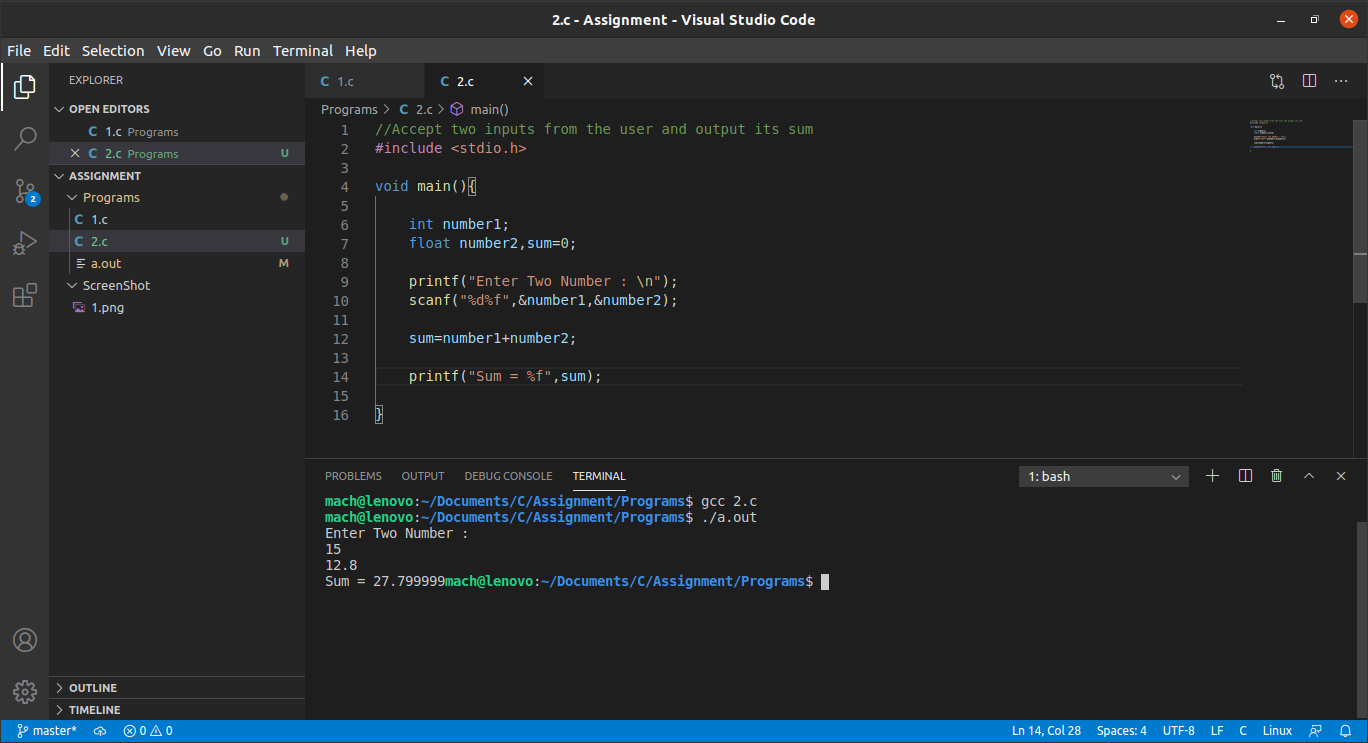 2.c - Assignment - Visual Studio Code
File Edit Selection View Go Run Terminal Help
EXPLORER
OPEN EDITORS
C 1.c Programs
C 2.c Programs U
ASSIGNMENT
Programs
C 1.c
C 2.c U
a.out M
ScreenShot
1.png
OUTLINE
TIMELINE
2
C 1.c
C 2.c
Programs > C 2.c > main()
1 //Accept two inputs from the user and output its sum
2 #include <stdio.h>
3
4 void main(){
5
6 int number1;
7 float number2,sum=0;
8
9 printf("Enter Two Number : \n");
10 scanf("%d%f",&number1,&number2);
11
12 sum=number1+number2;
13
14 printf("Sum = %f",sum);
15
16 }
PROBLEMS OUTPUT DEBUG CONSOLE TERMINAL
1: bash
mach@lenovo:~/Documents/C/Assignment/Programs$ gcc 2.c
mach@lenovo:~/Documents/C/Assignment/Programs$ ./a.out
Enter Two Number :
15
12.8
Sum = 27.799999mach@lenovo:~/Documents/C/Assignment/Programs$
master* 0 0 Ln 14, Col 28 Spaces: 4 UTF-8 LF C Linux